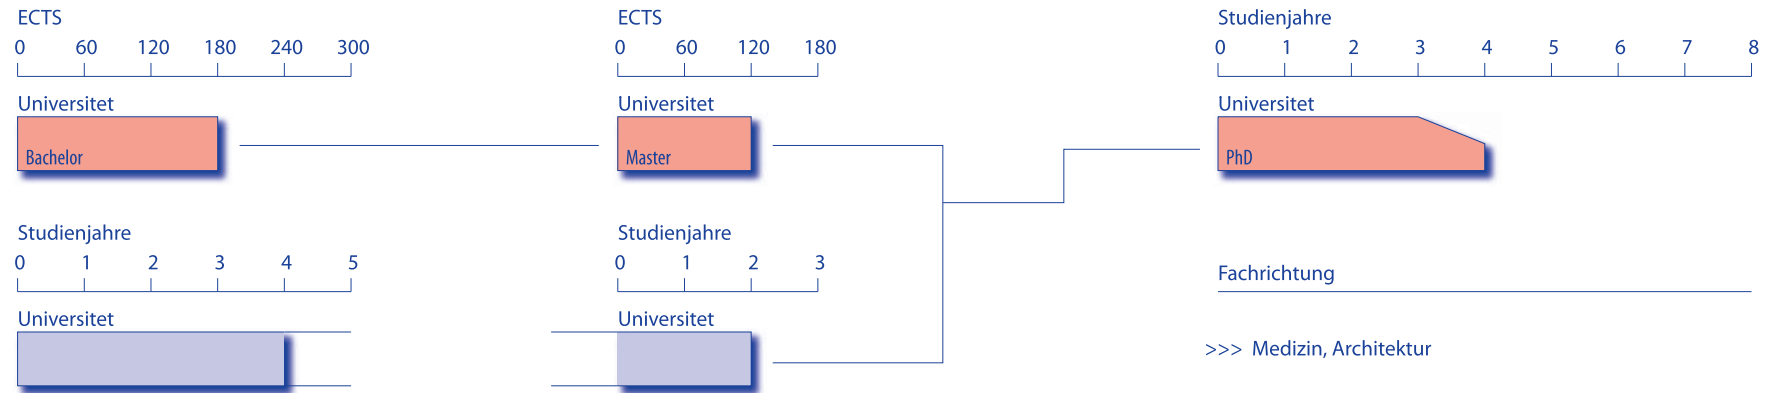 ECTS
0 60 120 180 240 300
Universitet
Bachelor
ECTS
0 60 120 180
Universitet
Master
Studienjahre
0 1 2 3 4 5 6 7 8
Universitet
PhD
Studienjahre
0 1 2 3 4 5
Universitet
Studienjahre
0 1 2 3
Universitet
Fachrichtung
>>> Medizin, Architektur